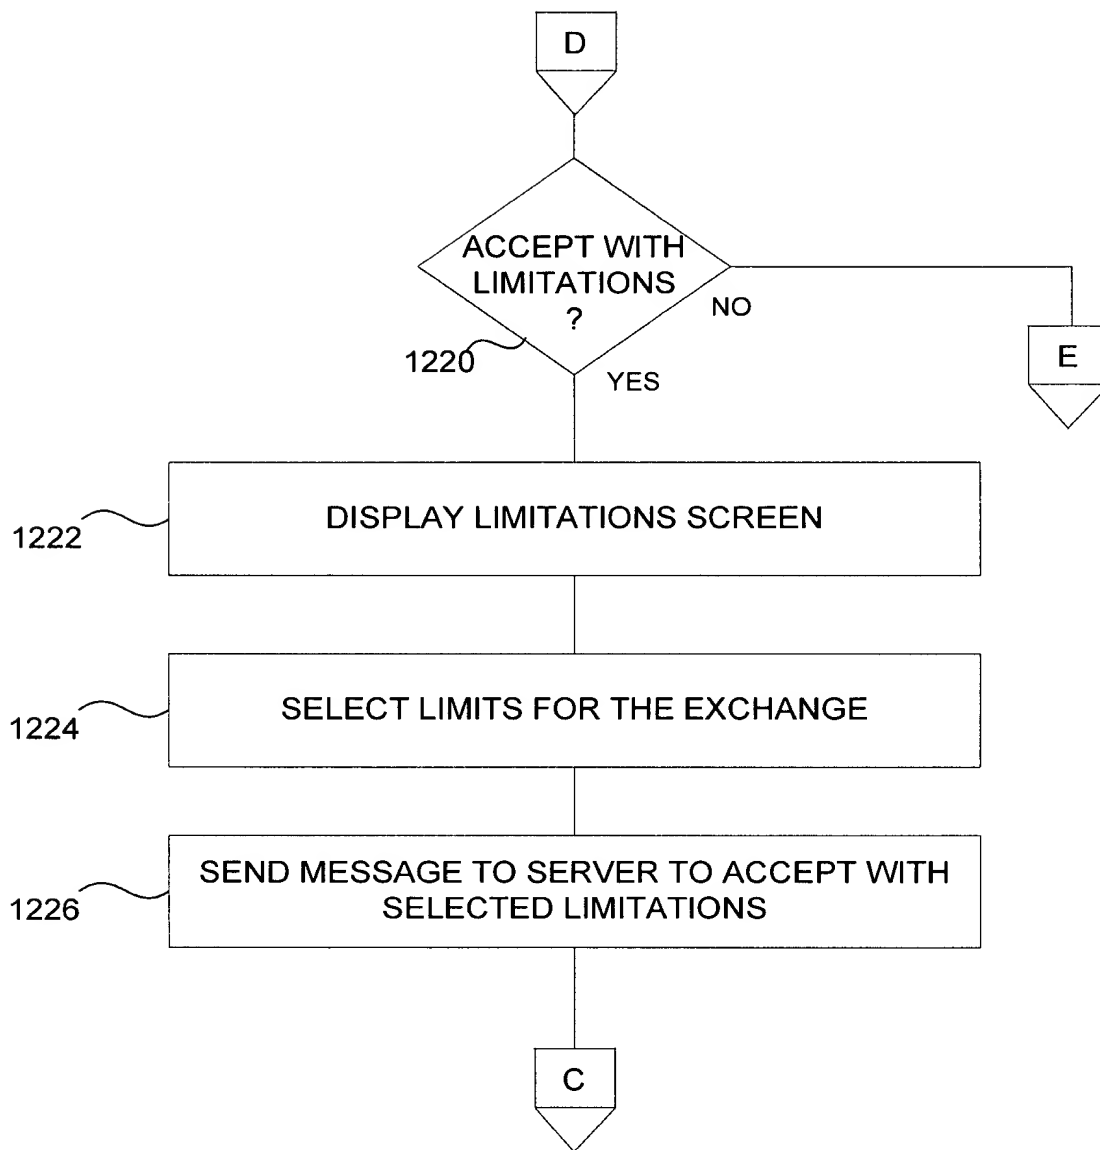 D
ACCEPT WITH
LIMITATIONS
?
NO
1220
YES
E
DISPLAY LIMITATIONS SCREEN
1222
SELECT LIMITS FOR THE EXCHANGE
1224
SEND MESSAGE TO SERVER TO ACCEPT WITH
SELECTED LIMITATIONS
1226
C